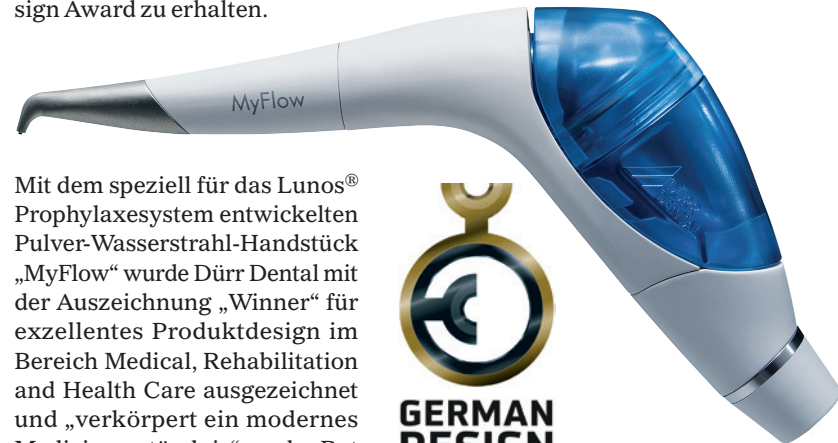 sign Award zu erhalten.
MyFlow
Mit dem speziell für das Lunos®
Prophylaxesystem entwickelten
Pulver-Wasserstrahl-Handstück
„MyFlow“ wurde Dürr Dental mit
der Auszeichnung „Winner“ für
exzellentes Produktdesign im
Bereich Medical, Rehabilitation
and Health Care ausgezeichnet
und „verkörpert ein modernes
GERMAN
DESIGN